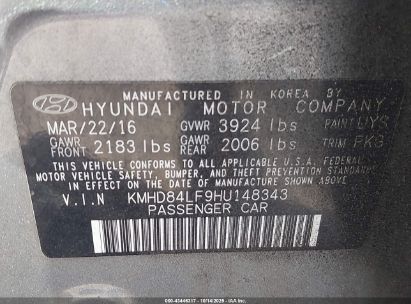 MANUFACTURED IN KOREA BY
HYUNDAI MOTOR COMPANY
MAR/22/16 GVWR 3924 lbs PAINT UYS
GAWR FRONT 2183 lbs GAWR REAR 2006 lbs TRIM PKG
THIS VEHICLE CONFORMS TO ALL APPLICABLE U.S.A. FEDERAL
MOTOR VEHICLE SAFETY, BUMPER, AND THEFT PREVENTION STANDARDS
IN EFFECT ON THE DATE OF MANUFACTURE SHOWN ABOVE.
V.I.N KMHD84LF9HU148343
PASSENGER CAR